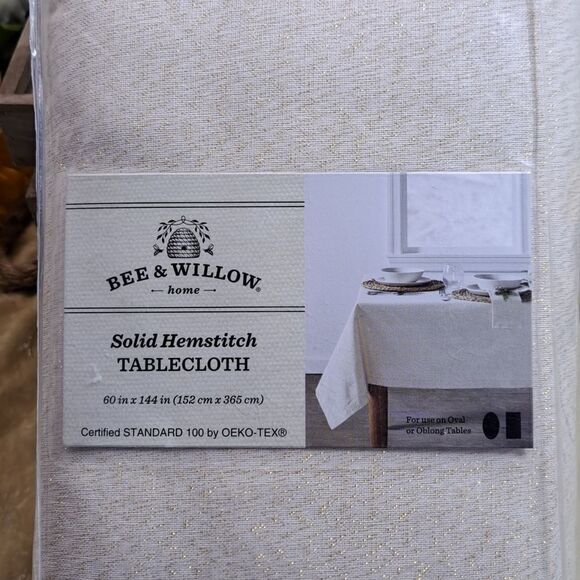 BEE & WILLOW®
home
Solid Hemstitch
TABLECLOTH
60 in x 144 in (152 cm x 365 cm)
Certified STANDARD 100 by OEKO-TEX®
For use on Oval
or Oblong Tables